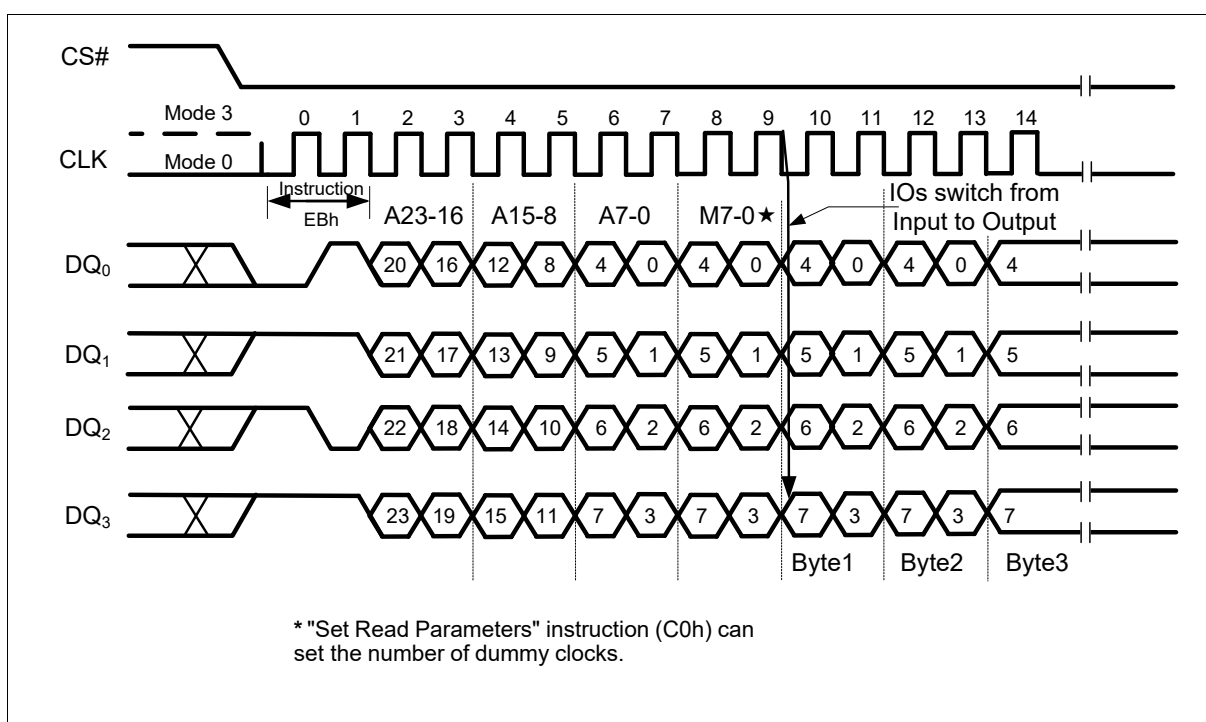 CS#
Mode 3
CLK
Mode 0
0 1 2 3 4 5 6 7 8 9 10 11 12 13 14
Instruction
EBh
A23-16 A15-8 A7-0 M7-0★
IOs switch from
Input to Output
DQ0 20 16 12 8 4 0 4 0 4 0 4 0 4
DQ1 21 17 13 9 5 1 5 1 5 1 5 1 5
DQ2 22 18 14 10 6 2 6 2 6 2 6 2 6
DQ3 23 19 15 11 7 3 7 3 7 3 7 3 7
Byte1 Byte2 Byte3
* "Set Read Parameters" instruction (C0h) can
set the number of dummy clocks.